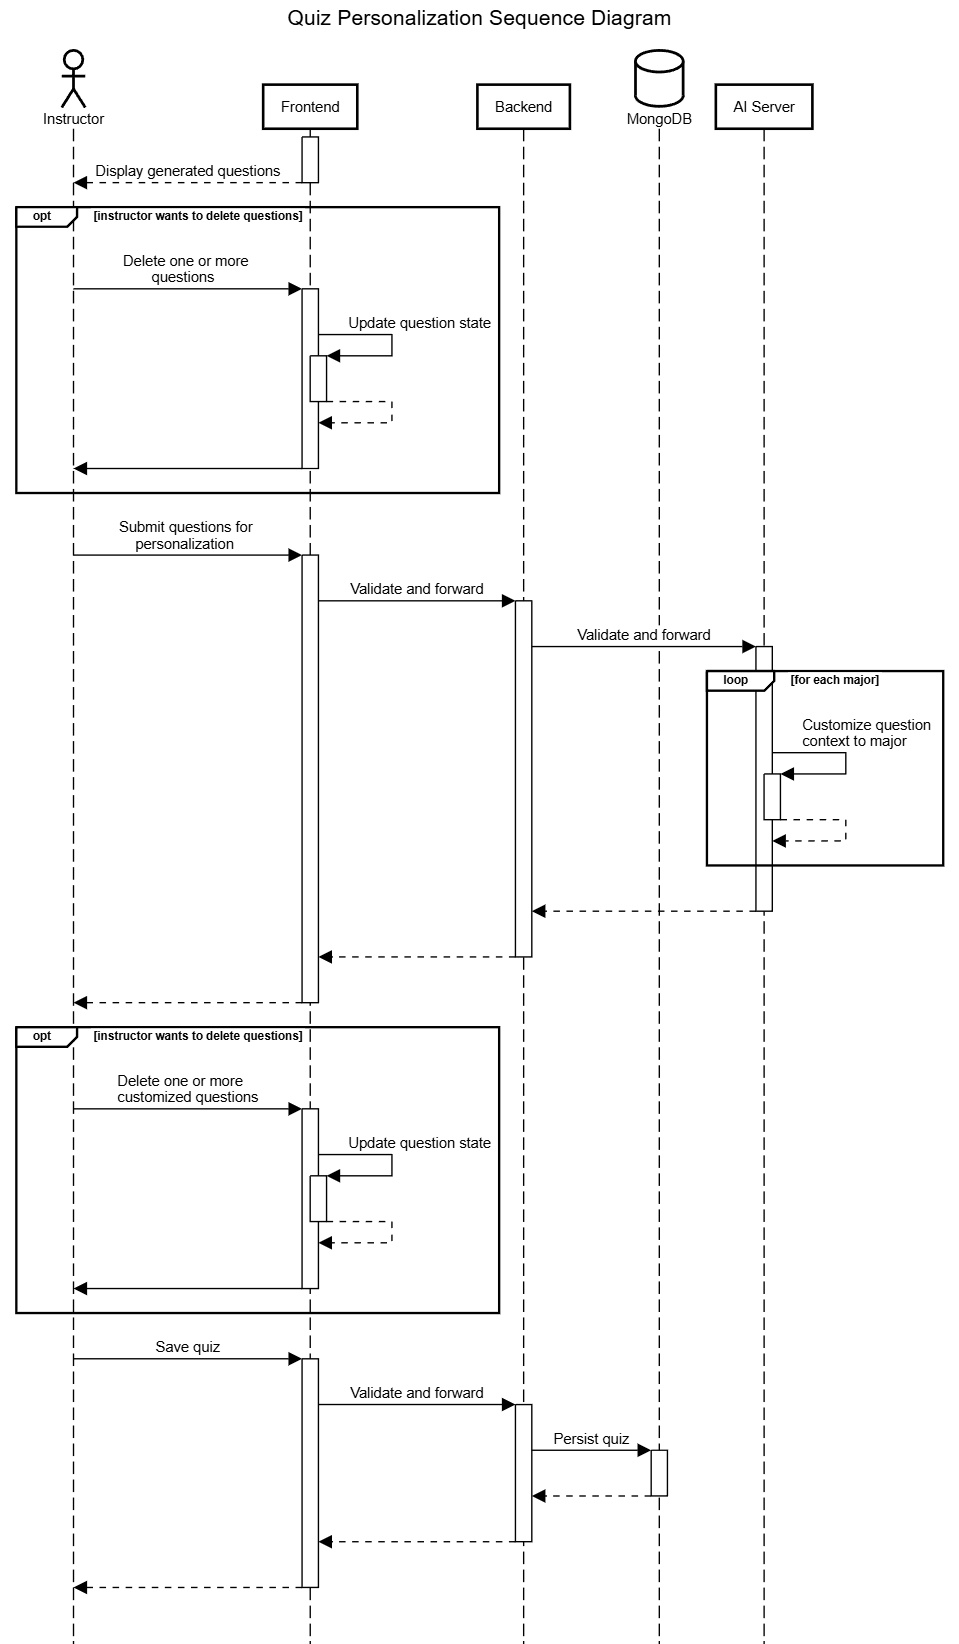 Quiz Personalization Sequence Diagram
Instructor
Frontend
Backend
MongoDB
AI Server
Display generated questions
opt
[instructor wants to delete questions]
Delete one or more
questions
Update question state
Submit questions for
personalization
Validate and forward
Validate and forward
loop
[for each major]
Customize question
context to major
opt
[instructor wants to delete questions]
Delete one or more
customized questions
Update question state
Save quiz
Validate and forward
Persist quiz